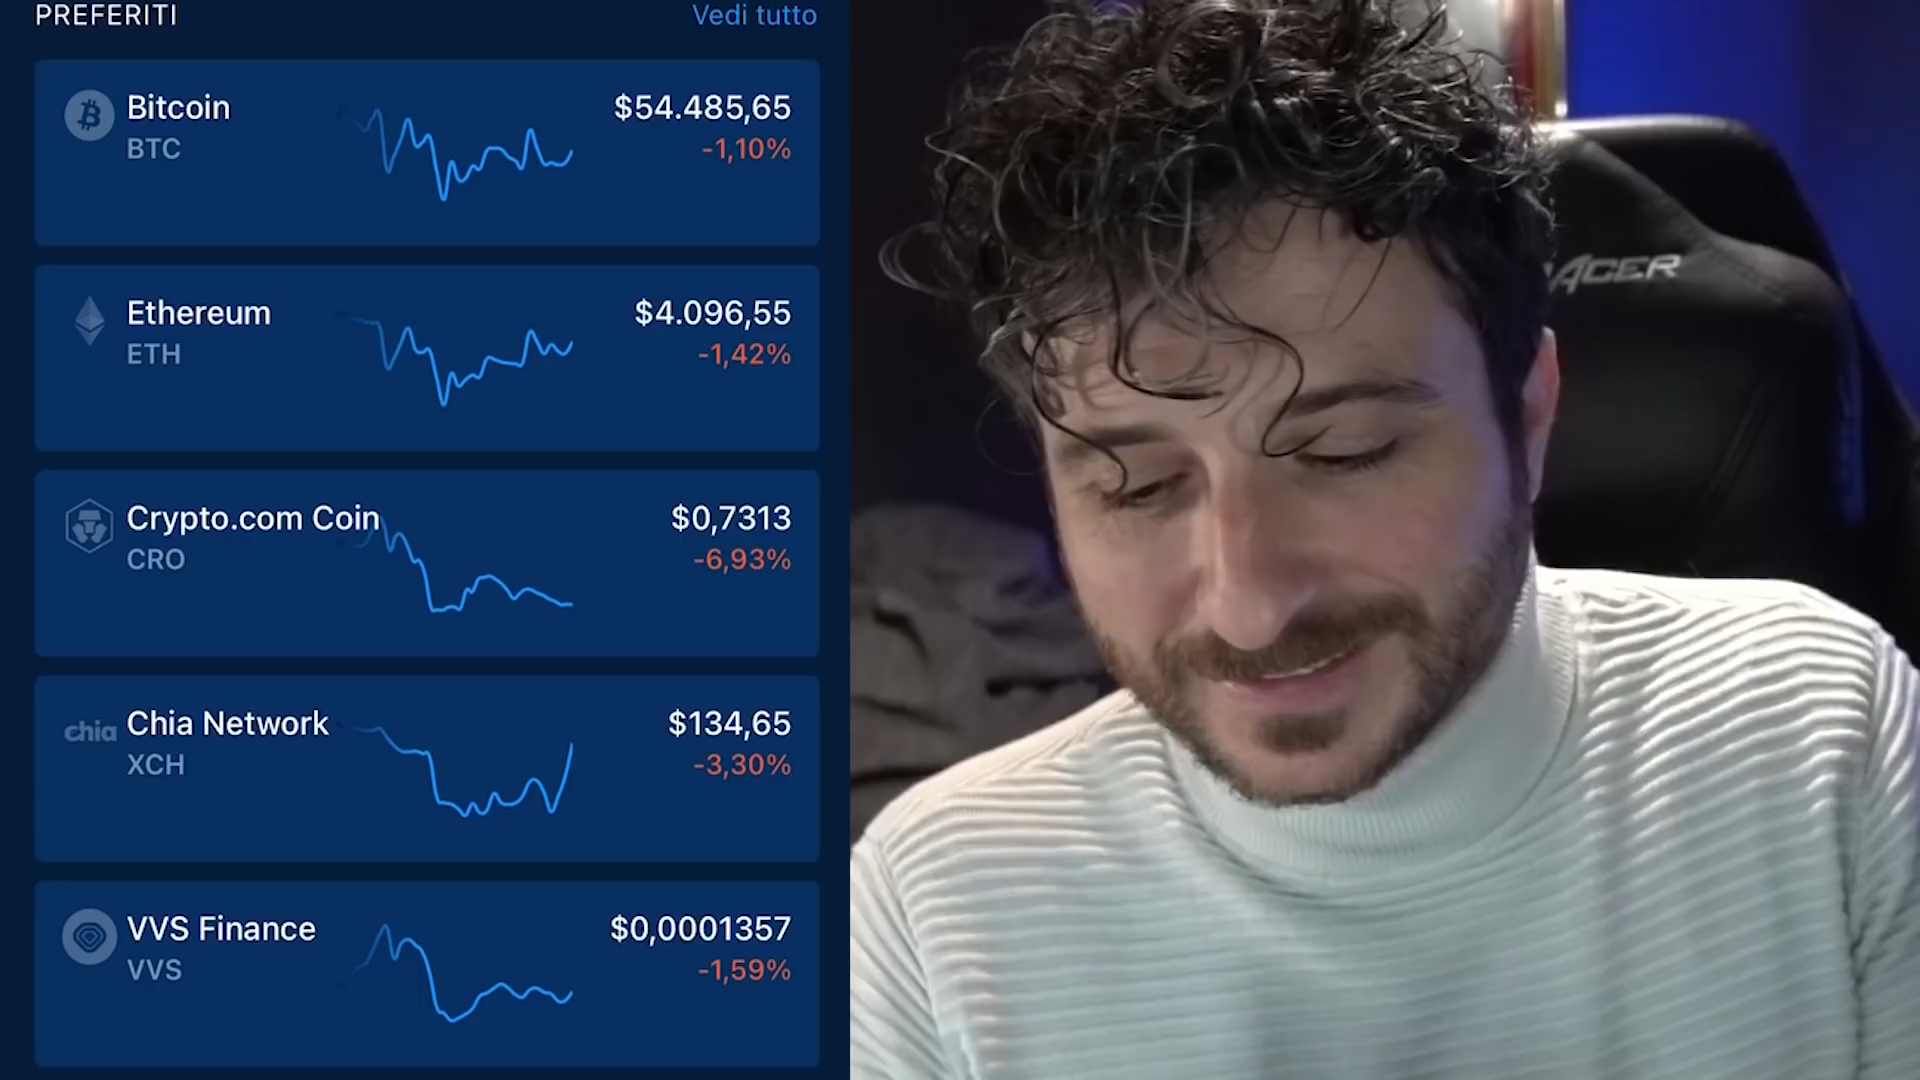 PREFERITI
Vedi tutto
Bitcoin
$54.485,65
BTC
-1,10%
Ethereum
$4.096,55
ETH
-1,42%
Crypto.com Coin
$0,7313
CRO
-6,93%
chia
Chia Network
$134,65
XCH
-3,30%
VVS Finance
$0,0001357
VVS
-1,59%
ACER